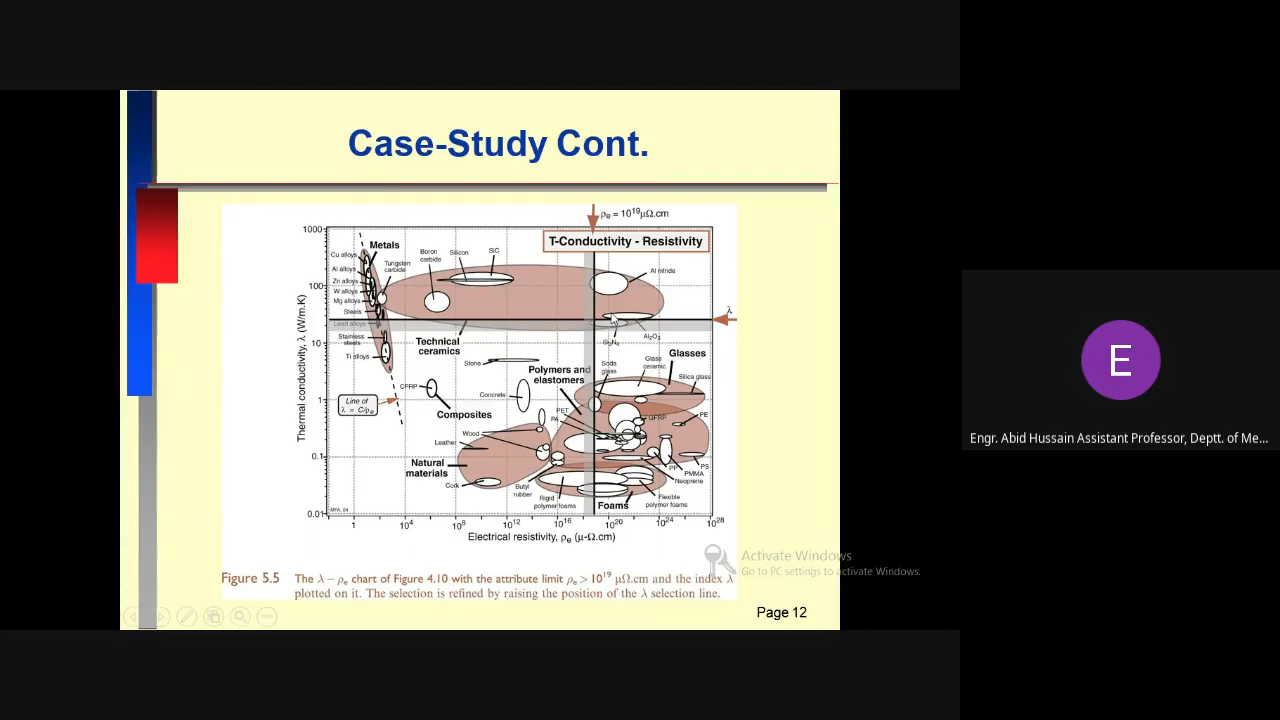 Case-Study Cont.
ρe = 10¹⁹μΩ.cm
T-Conductivity - Resistivity
1000
100
10
1
0.1
0.01
Thermal conductivity, λ (W/m.K)
Metals
Cu alloys
Al alloys
Zn alloys
W alloys
Mg alloys
Steels
Lead alloys
Stainless
steels
Ti alloys
Tungsten
carbide
Boron
carbide
Silicon
SiC
Al nitride
λ
Technical
ceramics
Si3N4
Al2O3
Stone
Polymers and
elastomers
Soda
glass
Glass
ceramic
Glasses
Silica glass
CFRP
Concrete
Line of
λ = C/ρe
Composites
PET
PA
GFRP
PE
Wood
Leather
Natural
materials
Cork
Butyl
rubber
Rigid
polymer foams
Foams
Flexible
polymer foams
PP
PS
PMMA
Neoprene
MFA, 04
1 10⁴ 10⁸ 10¹² 10¹⁶ 10²⁰ 10²⁴ 10²⁸
Electrical resistivity, ρe (μ-Ω.cm)
Figure 5.5 The λ – ρe chart of Figure 4.10 with the attribute limit ρe > 10¹⁹ μΩ.cm and the index λ
plotted on it. The selection is refined by raising the position of the λ selection line.
Activate Windows
Go to PC settings to activate Windows.
Page 12
E
Engr. Abid Hussain Assistant Professor, Deptt. of Me...